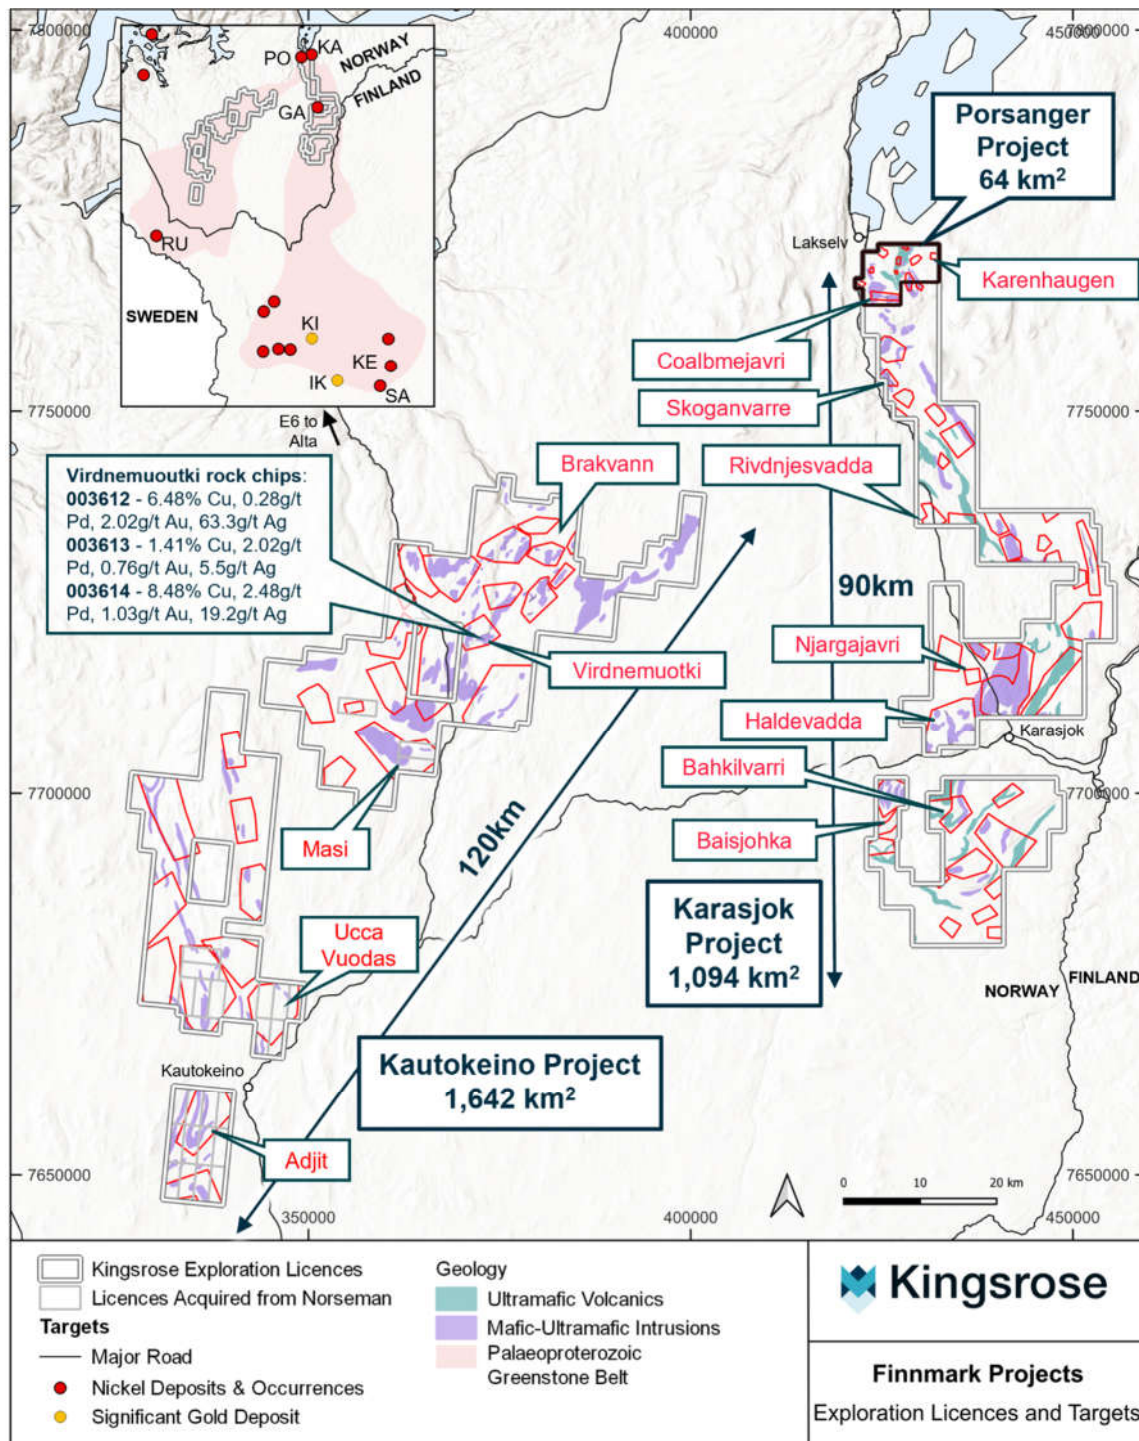 7800000
400000
450000
7800000
PO
KA
NORWAY
FINLAND
GA
RU
SWEDEN
KI
KE
IK
SA
E6 to
Alta
Porsanger
Project
64 km²
Lakselv
Karenhaugen
Coalbmejavri
Skoganvarre
7750000
7750000
Brakvann
Rivdnjesvadda
Virdnemuoutki rock chips:
003612 - 6.48% Cu, 0.28g/t
Pd, 2.02g/t Au, 63.3g/t Ag
003613 - 1.41% Cu, 2.02g/t
Pd, 0.76g/t Au, 5.5g/t Ag
003614 - 8.48% Cu, 2.48g/t
Pd, 1.03g/t Au, 19.2g/t Ag
90km
Njargajavri
Virdnemuotki
Haldevadda
Karasjok
Bahkilvarri
7700000
7700000
Baisjohka
Masi
120km
Karasjok
Project
1,094 km²
Ucca
Vuodas
NORWAY
FINLAND
Kautokeino Project
1,642 km²
Kautokeino
Adjit
7650000
7650000
0
10
20 km
350000
400000
450000
Kingsrose Exploration Licences
Licences Acquired from Norseman
Targets
Major Road
Nickel Deposits & Occurrences
Significant Gold Deposit
Geology
Ultramafic Volcanics
Mafic-Ultramafic Intrusions
Palaeoproterozoic
Greenstone Belt
Kingsrose
Finnmark Projects
Exploration Licences and Targets